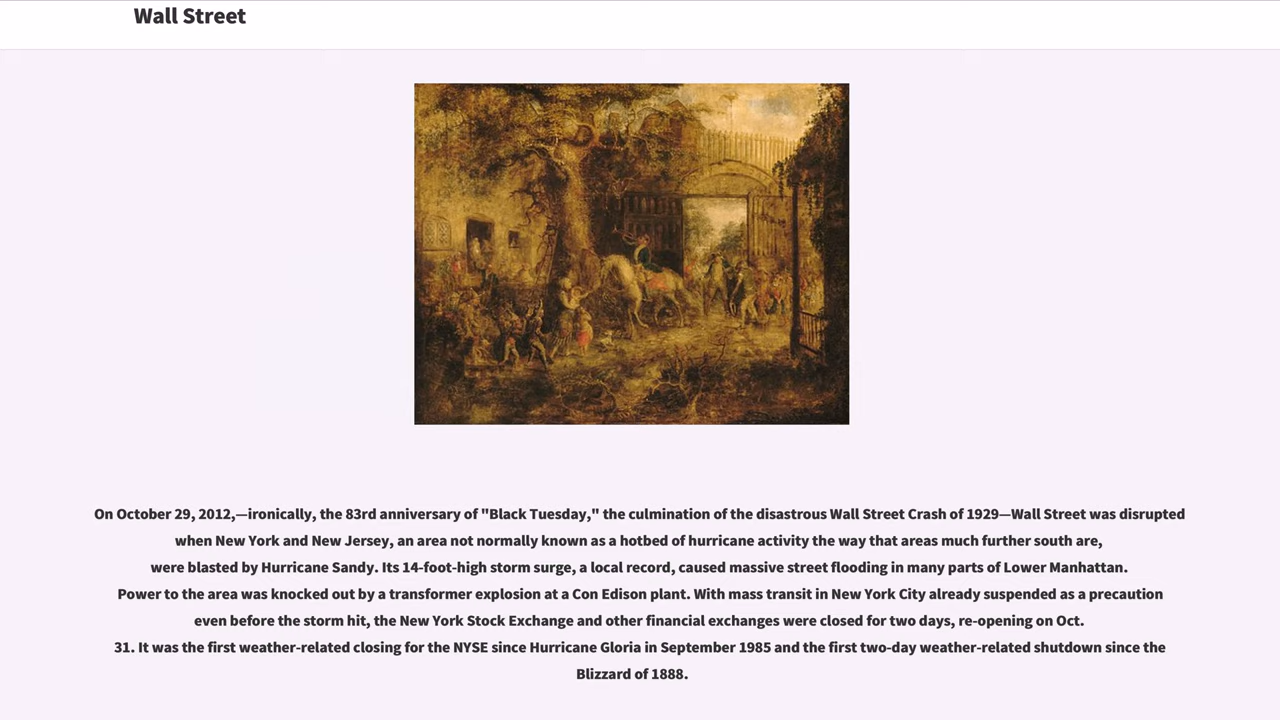 Wall Street
On October 29, 2012,—ironically, the 83rd anniversary of "Black Tuesday," the culmination of the disastrous Wall Street Crash of 1929—Wall Street was disrupted
when New York and New Jersey, an area not normally known as a hotbed of hurricane activity the way that areas much further south are,
were blasted by Hurricane Sandy. Its 14-foot-high storm surge, a local record, caused massive street flooding in many parts of Lower Manhattan.
Power to the area was knocked out by a transformer explosion at a Con Edison plant. With mass transit in New York City already suspended as a precaution
even before the storm hit, the New York Stock Exchange and other financial exchanges were closed for two days, re-opening on Oct.
31. It was the first weather-related closing for the NYSE since Hurricane Gloria in September 1985 and the first two-day weather-related shutdown since the
Blizzard of 1888.